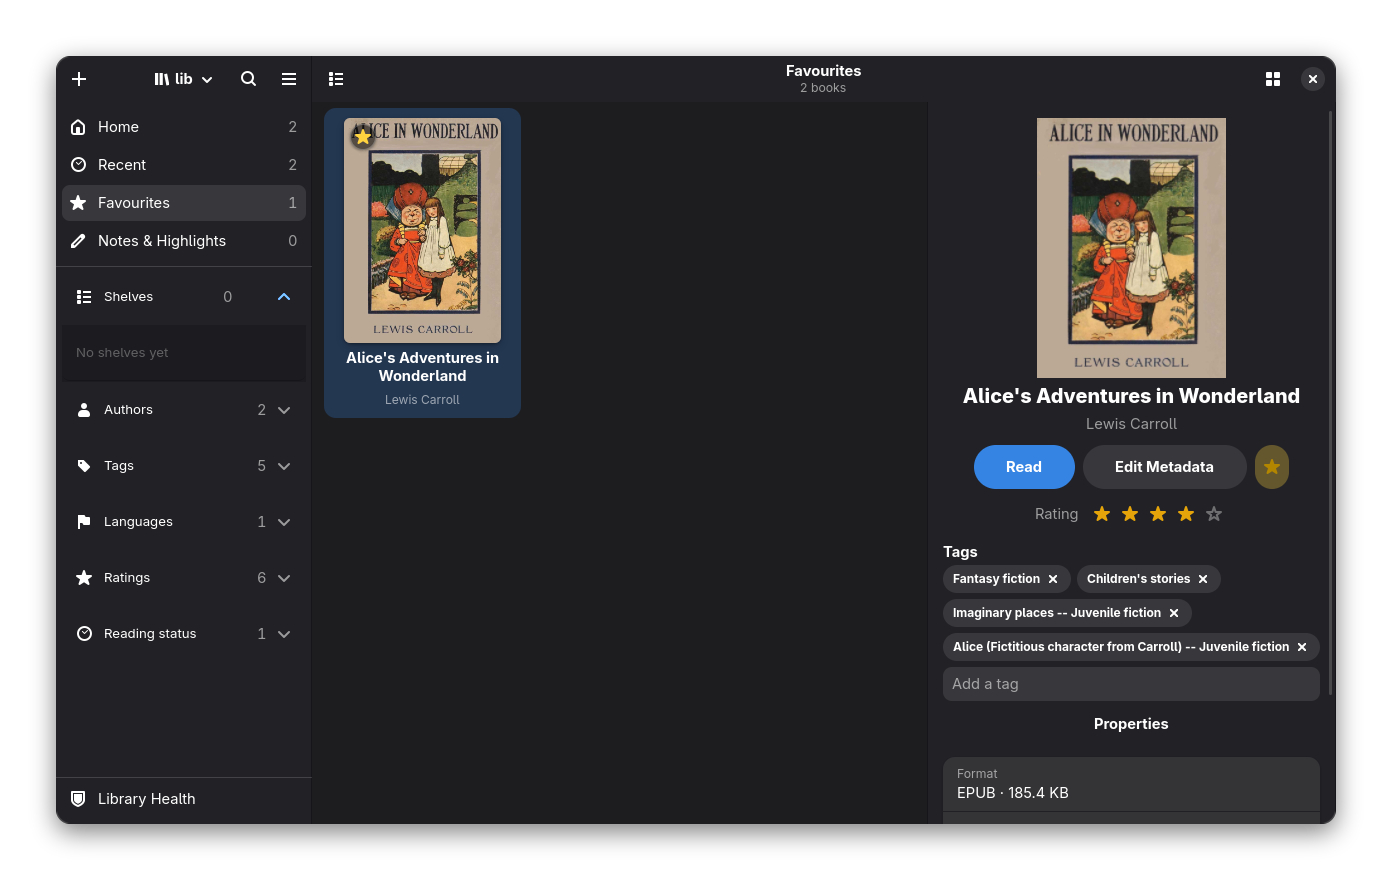 lib
Favourites
2 books
Home 2
Recent 2
Favourites 1
Notes & Highlights 0
Shelves 0
No shelves yet
Authors 2
Tags 5
Languages 1
Ratings 6
Reading status 1
Library Health
ICE IN WONDERLAND
LEWIS CARROLL
Alice's Adventures in
Wonderland
Lewis Carroll
ALICE IN WONDERLAND
LEWIS CARROLL
Alice's Adventures in Wonderland
Lewis Carroll
Read Edit Metadata
Rating
Tags
Fantasy fiction Children's stories
Imaginary places -- Juvenile fiction
Alice (Fictitious character from Carroll) -- Juvenile fiction
Add a tag
Properties
Format
EPUB · 185.4 KB